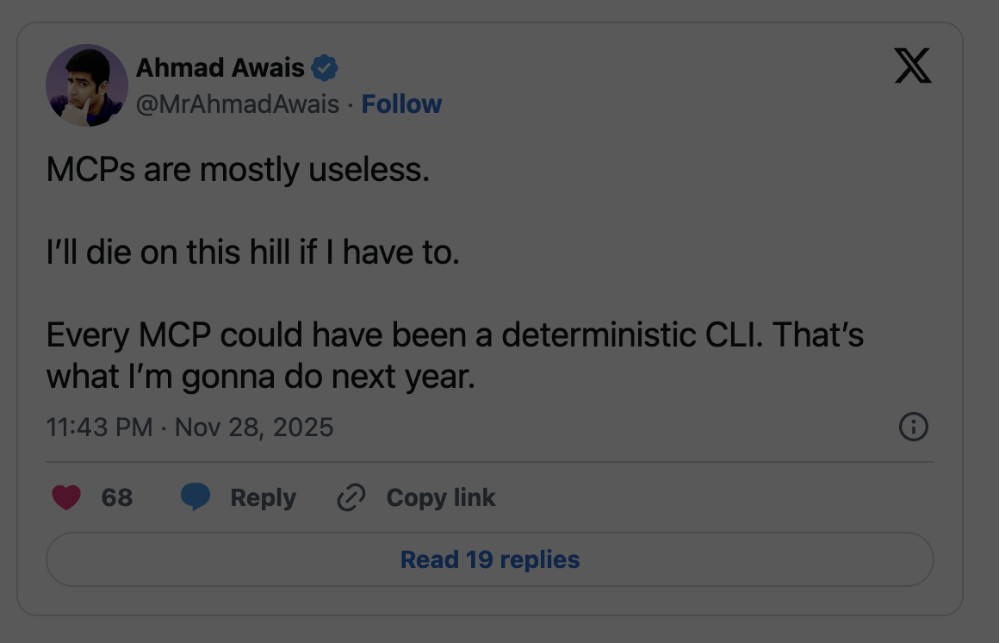 Ahmad Awais
@MrAhmadAwais · Follow
MCPs are mostly useless.
I’ll die on this hill if I have to.
Every MCP could have been a deterministic CLI. That’s
what I’m gonna do next year.
11:43 PM · Nov 28, 2025
68 Reply Copy link
Read 19 replies